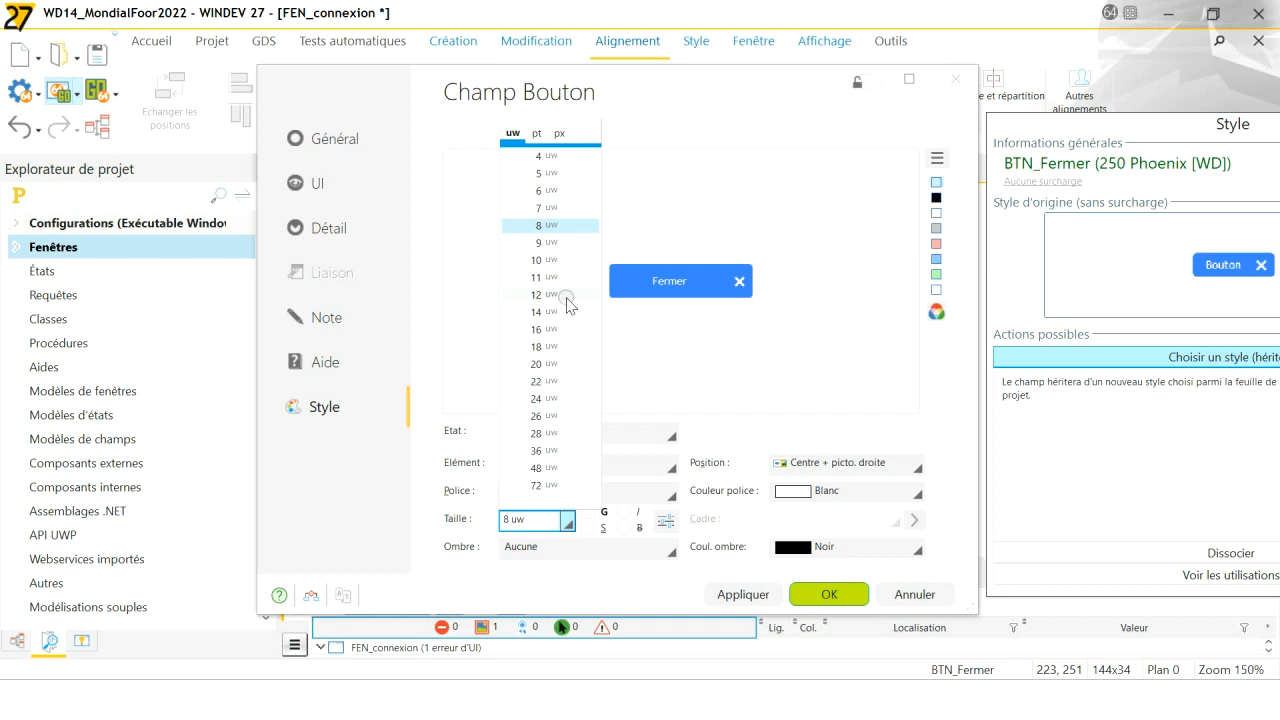 27 WD14_MondialFoor2022 - WINDEV 27 - [FEN_connexion *]
64
Accueil Projet GDS Tests automatiques Création Modification Alignement Style Fenêtre Affichage Outils
GO GO
Echanger les
positions
e et répartition
Autres
alignements
Explorateur de projet
Configurations (Exécutable Windo
Fenêtres
États
Requêtes
Classes
Procédures
Aides
Modèles de fenêtres
Modèles d'états
Modèles de champs
Composants externes
Composants internes
Assemblages .NET
API UWP
Webservices importés
Autres
Modélisations souples
Champ Bouton
Général
UI
Détail
Liaison
Note
Aide
Style
uw pt px
4 uw
5 uw
6 uw
7 uw
8 uw
9 uw
10 uw
11 uw
12 uw
14 uw
16 uw
18 uw
20 uw
22 uw
24 uw
26 uw
28 uw
36 uw
48 uw
72 uw
Fermer
Etat :
Elément :
Position : Centre + picto. droite
Police :
Couleur police : Blanc
Taille : 8 uw
G I
S B
Cadre :
Ombre : Aucune
Coul. ombre: Noir
Appliquer OK Annuler
Style
Informations générales
BTN_Fermer (250 Phoenix [WD])
Aucune surcharge
Style d'origine (sans surcharge)
Bouton
Actions possibles
Choisir un style (hérit
Le champ héritera d'un nouveau style choisi parmi la feuille de
projet.
Dissocier
Voir les utilisations
0 1 0 0 0
Lig. Col. Localisation Valeur
FEN_connexion (1 erreur d'UI)
BTN_Fermer 223, 251 144x34 Plan 0 Zoom 150%